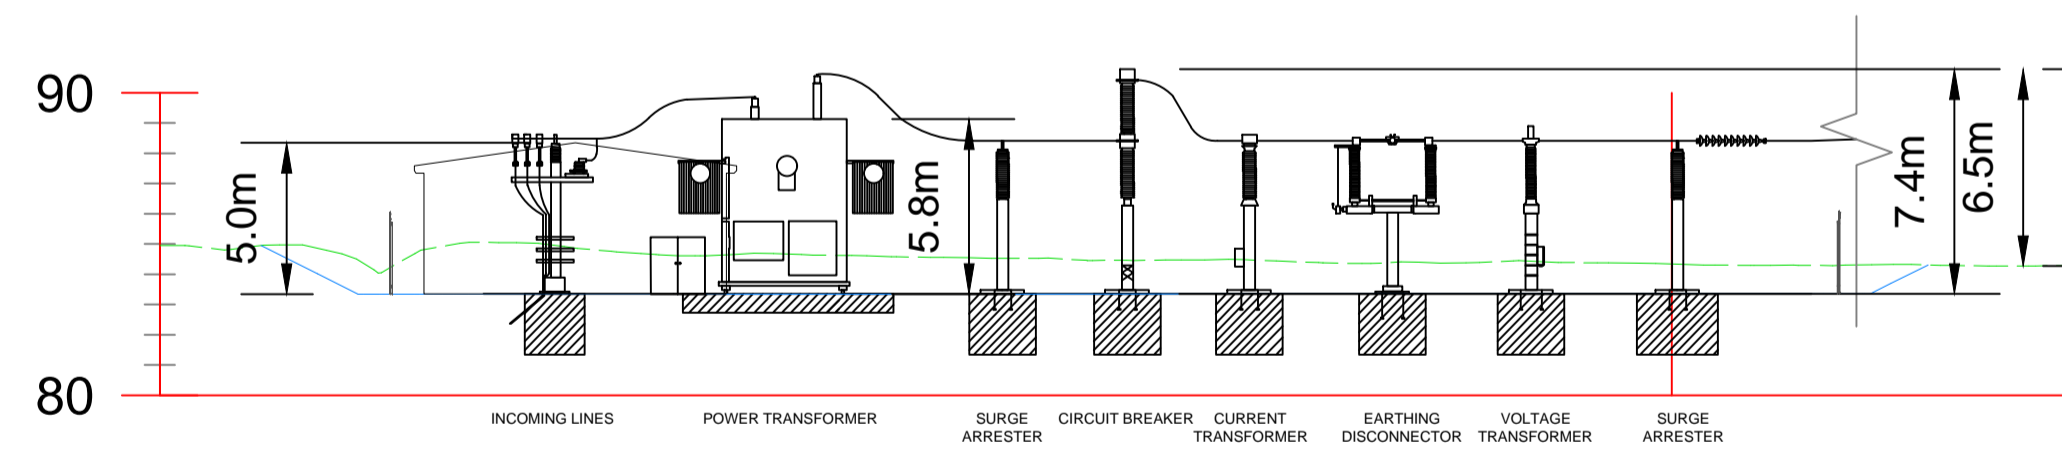 90
80
5.0m
5.8m
7.4m
6.5m
INCOMING LINES
POWER TRANSFORMER
SURGE
ARRESTER
CIRCUIT BREAKER
CURRENT
TRANSFORMER
EARTHING
DISCONNECTOR
VOLTAGE
TRANSFORMER
SURGE
ARRESTER